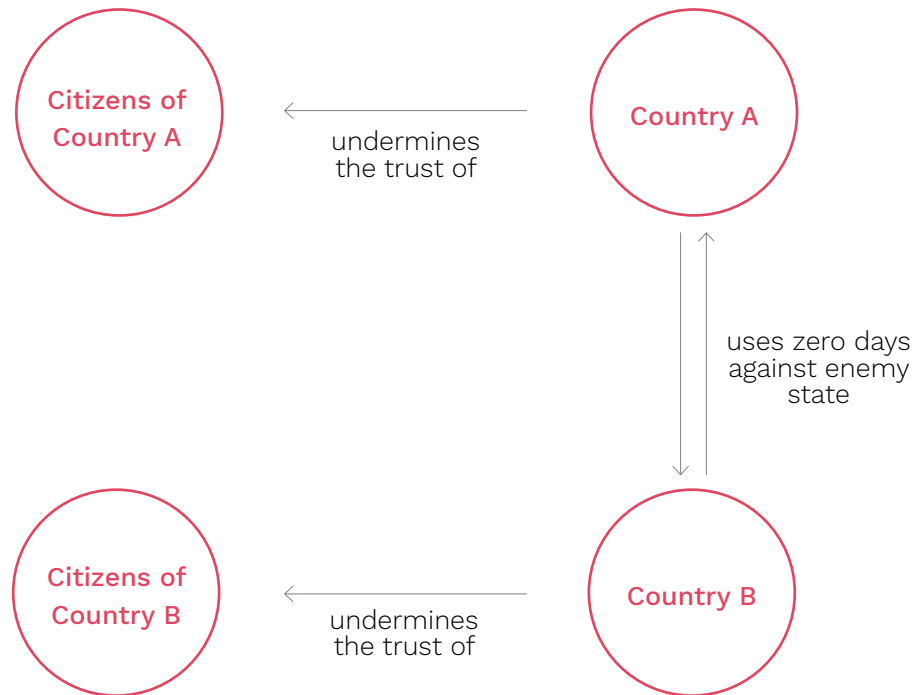 Citizens of
Country A
undermines
the trust of
Country A
uses zero days
against enemy
state
Citizens of
Country B
undermines
the trust of
Country B